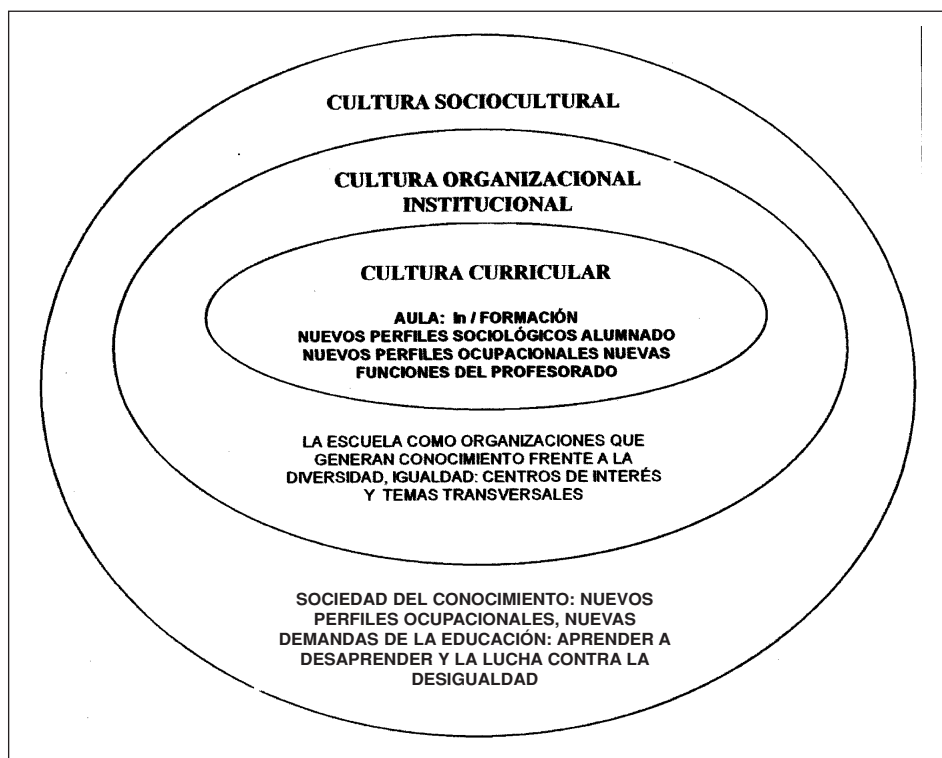 CULTURA SOCIOCULTURAL
CULTURA ORGANIZACIONAL
INSTITUCIONAL
CULTURA CURRICULAR
AULA: In / FORMACIÓN
NUEVOS PERFILES SOCIOLÓGICOS ALUMNADO
NUEVOS PERFILES OCUPACIONALES NUEVAS
FUNCIONES DEL PROFESORADO
LA ESCUELA COMO ORGANIZACIONES QUE
GENERAN CONOCIMIENTO FRENTE A LA
DIVERSIDAD, IGUALDAD: CENTROS DE INTERÉS
Y TEMAS TRANSVERSALES
SOCIEDAD DEL CONOCIMIENTO: NUEVOS
PERFILES OCUPACIONALES, NUEVAS
DEMANDAS DE LA EDUCACIÓN: APRENDER A
DESAPRENDER Y LA LUCHA CONTRA LA
DESIGUALDAD